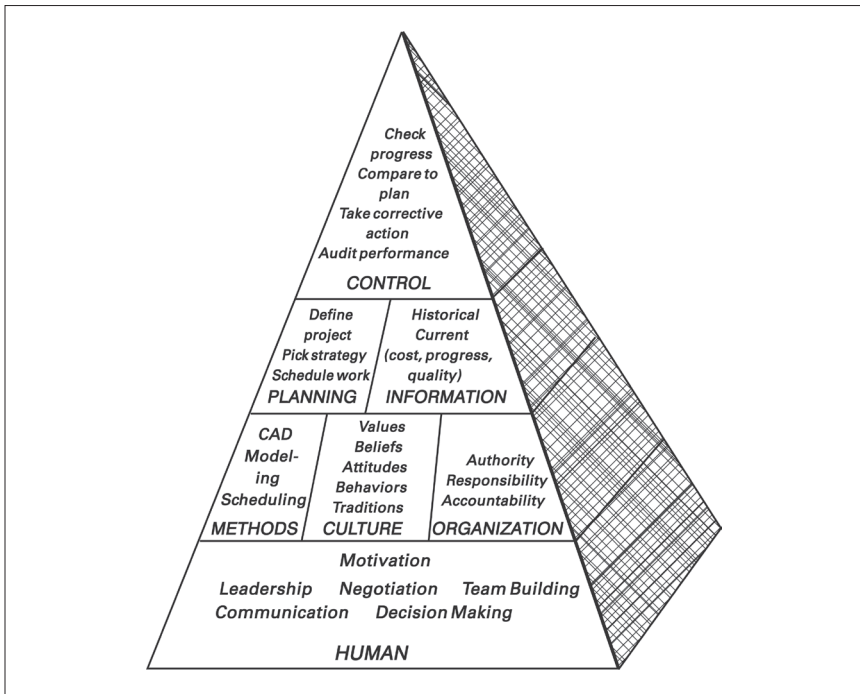 Check
progress
Compare to
plan
Take corrective
action
Audit performance
CONTROL
Define
project
Pick strategy
Schedule work
PLANNING
Historical
Current
(cost, progress,
quality)
INFORMATION
CAD
Model-
ing
Scheduling
METHODS
Values
Beliefs
Attitudes
Behaviors
Traditions
CULTURE
Authority
Responsibility
Accountability
ORGANIZATION
Motivation
Leadership Negotiation Team Building
Communication Decision Making
HUMAN